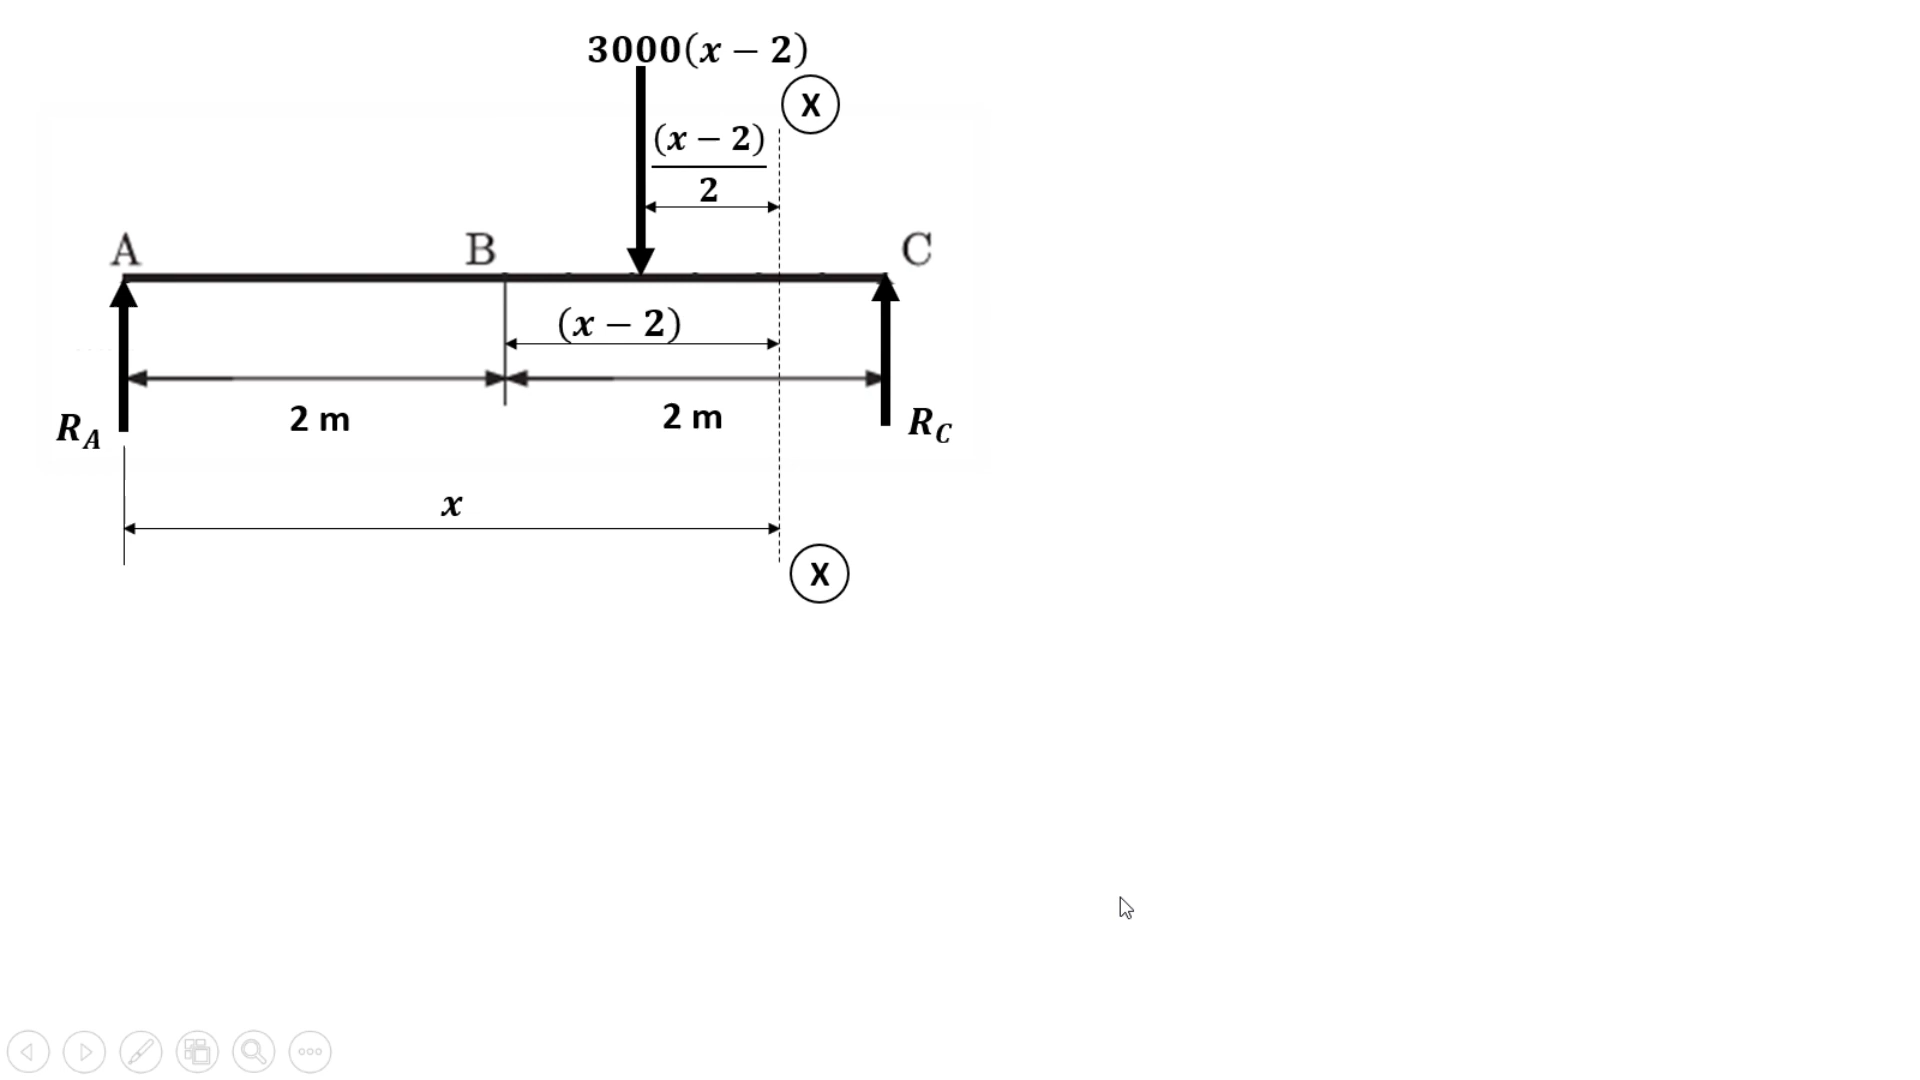 3000(x − 2)
X
(x − 2)
2
A
B
C
(x − 2)
2 m
2 m
R_A
R_C
x
X